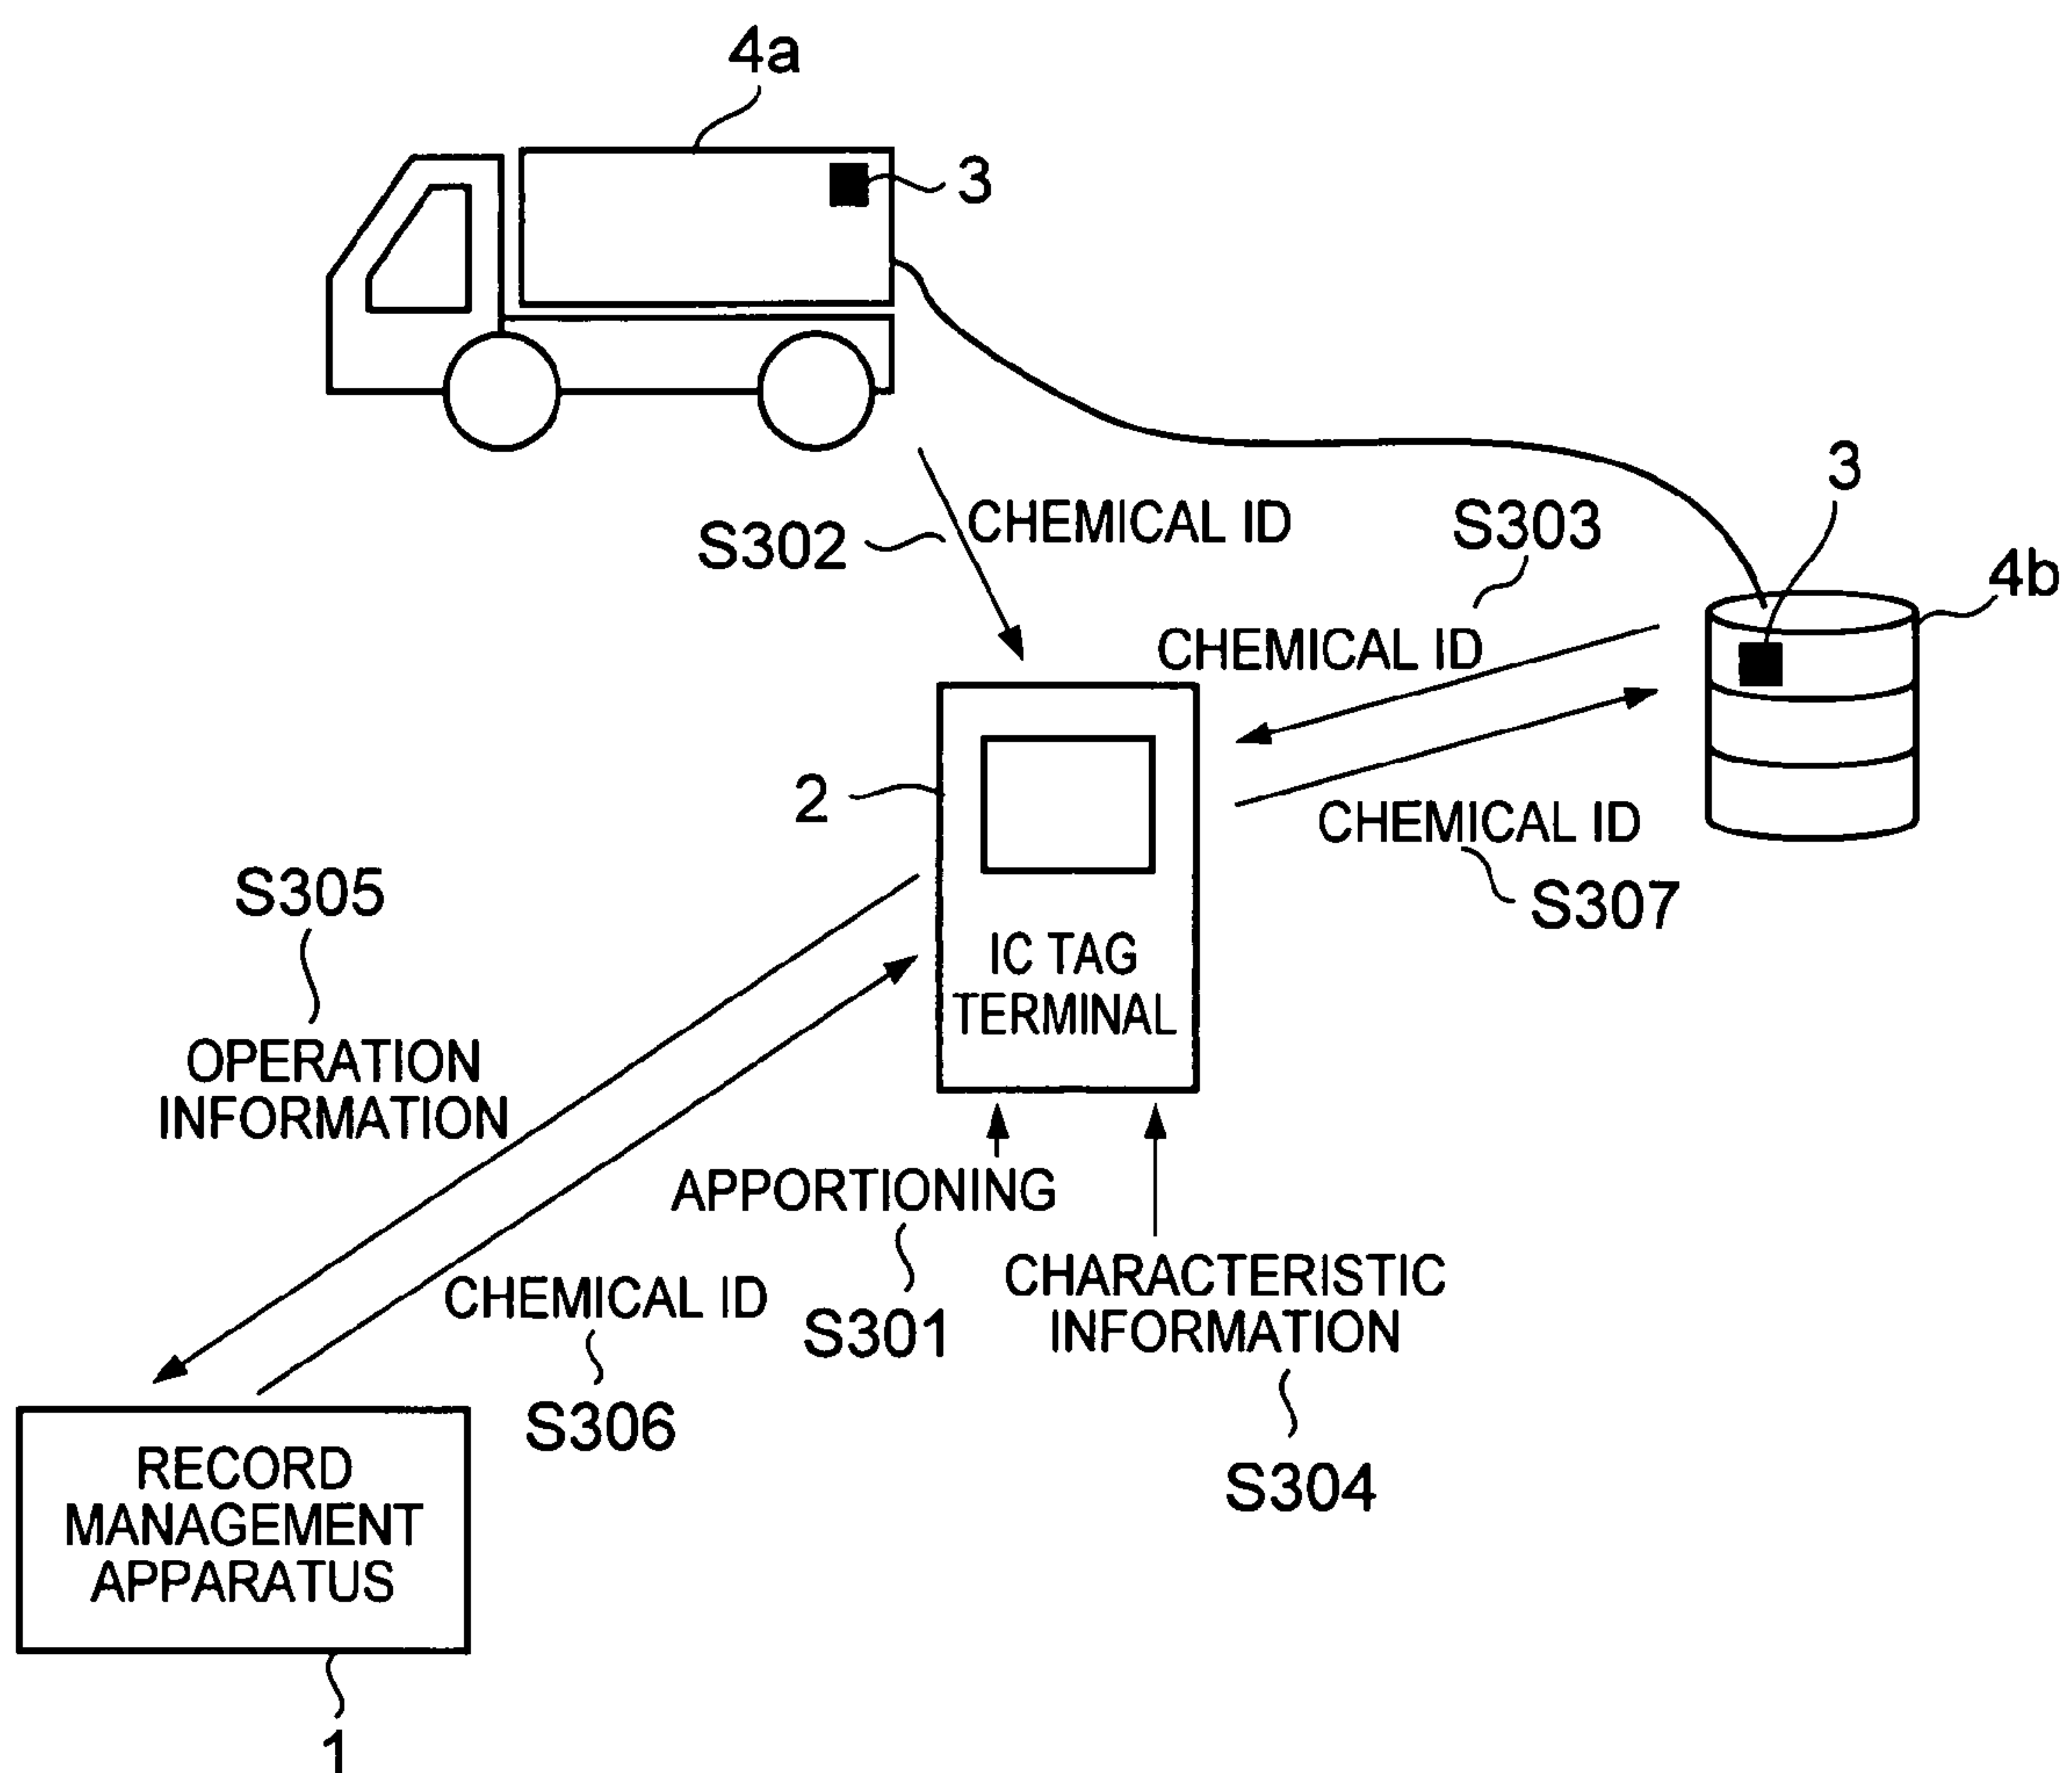 4a
3
3
S302
CHEMICAL ID
S303
4b
CHEMICAL ID
2
CHEMICAL ID
S307
S305
IC TAG
TERMINAL
OPERATION
INFORMATION
APPORTIONING
S301
CHARACTERISTIC
INFORMATION
S304
CHEMICAL ID
S306
RECORD
MANAGEMENT
APPARATUS
1